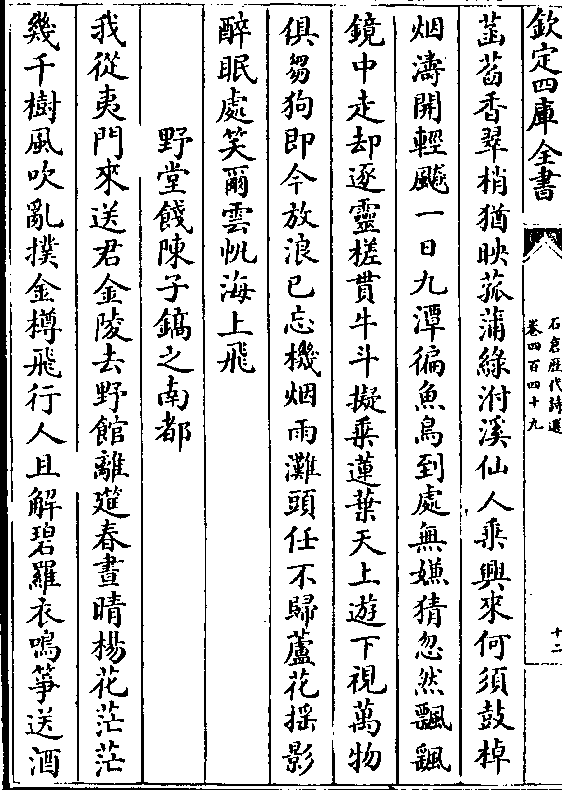 欽定四庫全書
石倉歷代詩選
卷四百四十九
十二
菡萏香翠梢猶映菰蒲綠泭溪仙人乗興來何須鼓棹
烟濤開輕颸一日九潭徧魚鳥到處無嫌猜忽然飄飄
鏡中走却逐靈槎貫牛斗擬乗蓮葉天上遊下視萬物
俱芻狗即今放浪已忘機烟雨灘頭任不歸蘆花揺影
醉眠處笑爾雲帆海上飛
野堂餞陳子鎬之南都
我從夷門來送君金陵去野館離筵春晝晴楊花茫茫
幾千樹風吹亂撲金樽飛行人且解碧羅衣鳴箏送酒